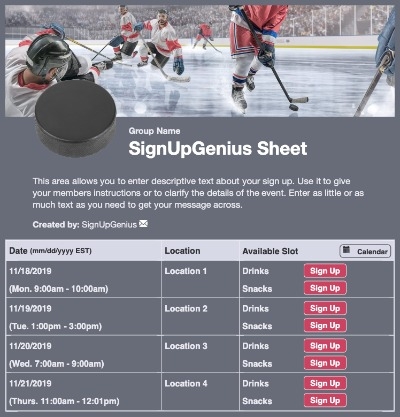 Group Name
SignUpGenius Sheet
This area allows you to enter descriptive text about your sign up. Use it to give
your members instructions or to clarify the details of the event. Enter as little or as
much text as you need to get your message across.
Created by: SignUpGenius
Date (mm/dd/yyyy EST) Location Available Slot Calendar
11/18/2019 Location 1 Drinks Sign Up
(Mon. 9:00am - 10:00am) Snacks Sign Up
11/19/2019 Location 2 Drinks Sign Up
(Tue. 1:00pm - 3:00pm) Snacks Sign Up
11/20/2019 Location 3 Drinks Sign Up
(Wed. 7:00am - 9:00am) Snacks Sign Up
11/21/2019 Location 4 Drinks Sign Up
(Thurs. 11:00am - 12:01pm) Snacks Sign Up